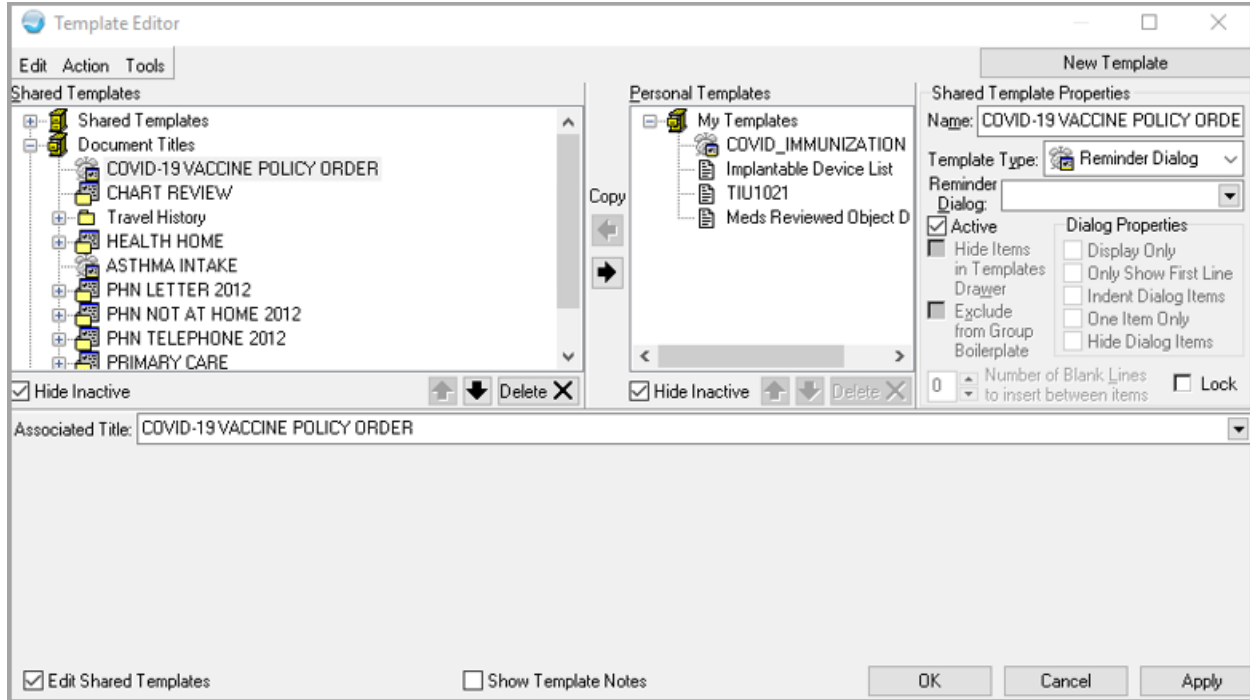 Template Editor
Edit Action Tools
New Template
Shared Templates
Shared Templates
Document Titles
COVID-19 VACCINE POLICY ORDER
CHART REVIEW
Travel History
HEALTH HOME
ASTHMA INTAKE
PHN LETTER 2012
PHN NOT AT HOME 2012
PHN TELEPHONE 2012
PRIMARY CARE
Hide Inactive
Delete
Copy
Personal Templates
My Templates
COVID_IMMUNIZATION
Implantable Device List
TIU1021
Meds Reviewed Object D
Hide Inactive
Delete
Shared Template Properties
Name: COVID-19 VACCINE POLICY ORDE
Template Type: Reminder Dialog
Reminder
Dialog:
Active
Hide Items
in Templates
Drawer
Exclude
from Group
Boilerplate
Dialog Properties
Display Only
Only Show First Line
Indent Dialog Items
One Item Only
Hide Dialog Items
0 Number of Blank Lines
to insert between items
Lock
Associated Title: COVID-19 VACCINE POLICY ORDER
Edit Shared Templates
Show Template Notes
OK
Cancel
Apply